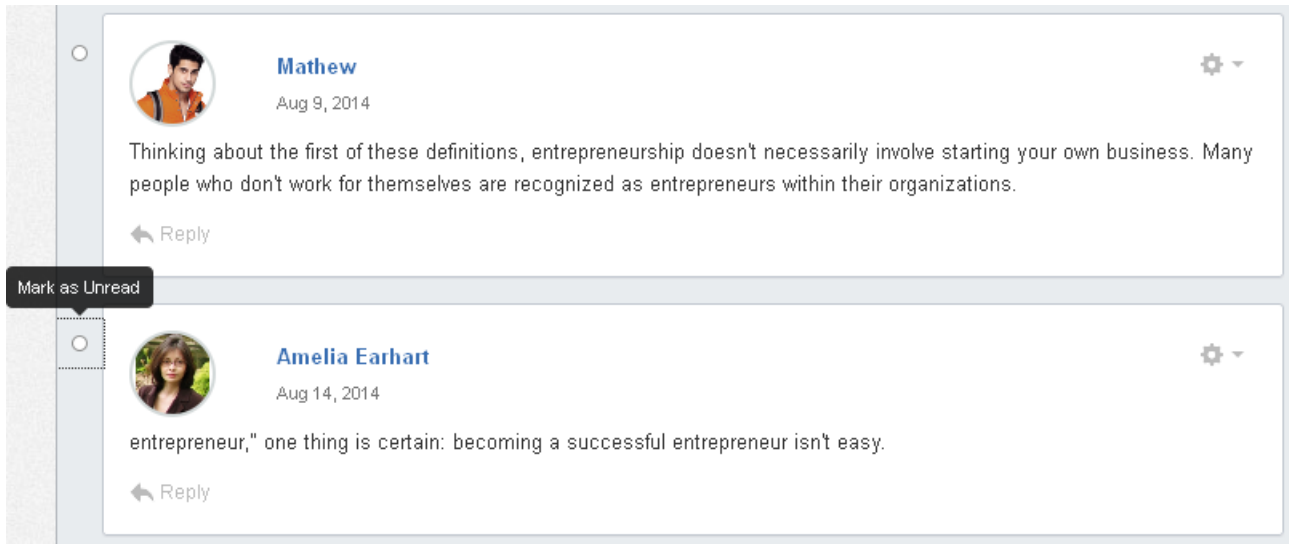 Mathew
Aug 9, 2014
Thinking about the first of these definitions, entrepreneurship doesn't necessarily involve starting your own business. Many
people who don't work for themselves are recognized as entrepreneurs within their organizations.
Reply
Mark as Unread
Amelia Earhart
Aug 14, 2014
entrepreneur," one thing is certain: becoming a successful entrepreneur isn't easy.
Reply